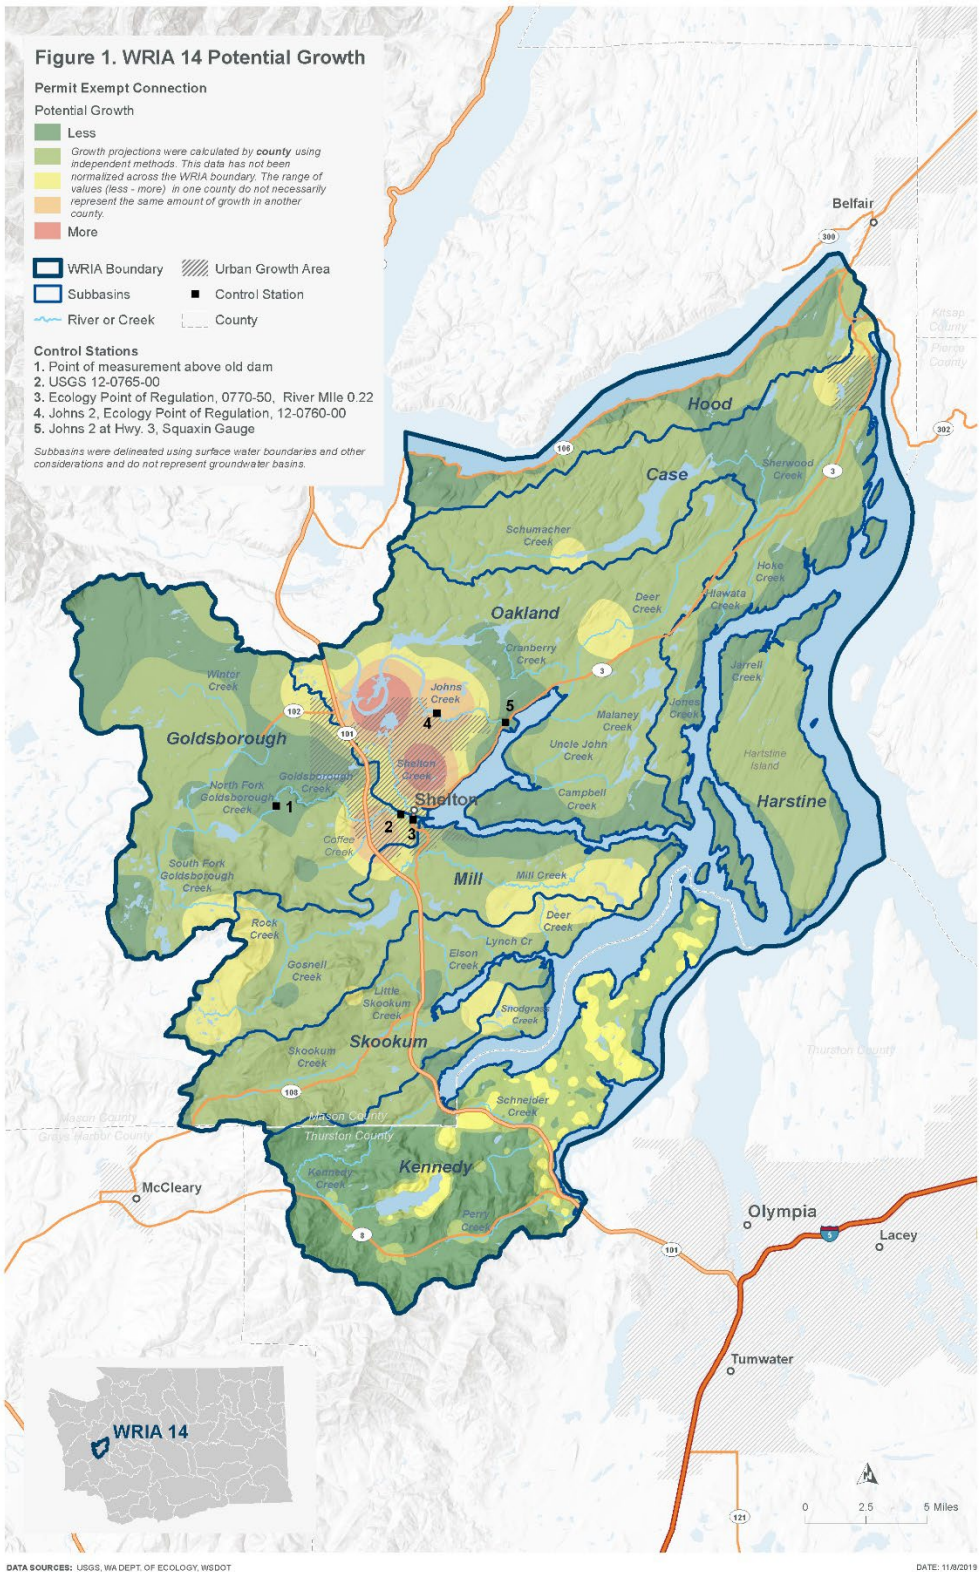 Figure 1. WRIA 14 Potential Growth
Permit Exempt Connection
Potential Growth
Less
Growth projections were calculated by county using
independent methods. This data has not been
normalized across the WRIA boundary. The range of
values (less - more) in one county do not necessarily
represent the same amount of growth in another
county.
More
WRIA Boundary
Urban Growth Area
Subbasins
Control Station
River or Creek
County
Control Stations
1. Point of measurement above old dam
2. USGS 12-0765-00
3. Ecology Point of Regulation, 0770-50, River MIle 0.22
4. Johns 2, Ecology Point of Regulation, 12-0760-00
5. Johns 2 at Hwy. 3, Squaxin Gauge
Subbasins were delineated using surface water boundaries and other
considerations and do not represent groundwater basins.
Belfair
300
Kitsap
County
Pierce
County
Hood
302
106
Case
Sherwood
Creek
3
Schumacher
Creek
Hoke
Creek
Deer
Creek
Hiawata
Creek
Oakland
Cranberry
Creek
3
Jarrell
Creek
Winter
Creek
Johns
Creek
4
5
Jones
Creek
102
101
Malaney
Creek
Goldsborough
Uncle John
Creek
Hartstine
Island
Shelton
Creek
North Fork
Goldsborough
Creek
Goldsborough
Creek
1
Campbell
Creek
Harstine
Shelton
2
3
Coffee
Creek
South Fork
Goldsborough
Creek
Mill
Mill Creek
Rock
Creek
Deer
Creek
Lynch Cr
Elson
Creek
Gosnell
Creek
Little
Skookum
Creek
Snodgrass
Creek
Skookum
Skookum
Creek
Thurston County
108
Schneider
Creek
Mason County
Mason County
Grays Harbor County
Thurston County
Kennedy
Kennedy
Creek
McCleary
Perry
Creek
Olympia
8
5
Lacey
101
Tumwater
WRIA 14
N
0
2.5
5 Miles
121
DATA SOURCES: USGS, WA DEPT. OF ECOLOGY, WSDOT
DATE: 11/8/2019